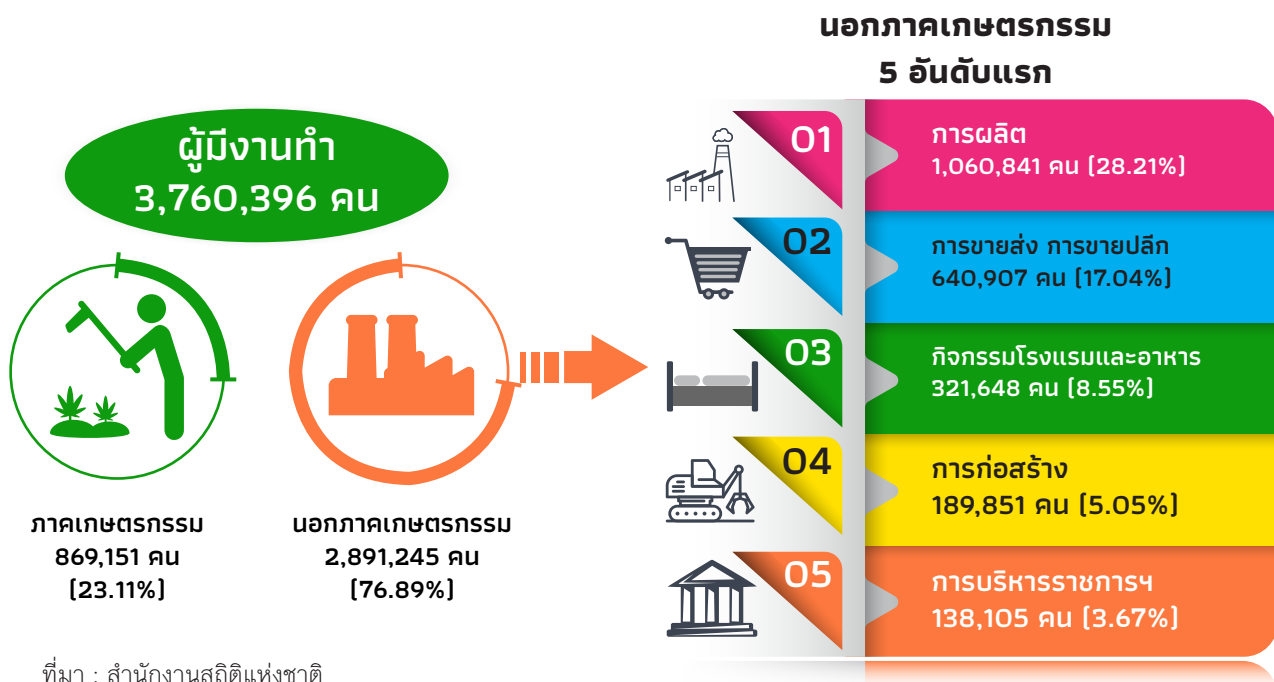 นอกภาคเกษตรกรรม
5 อันดับแรก
ผู้มีงานทำ
3,760,396 คน
ภาคเกษตรกรรม
869,151 คน
(23.11%)
นอกภาคเกษตรกรรม
2,891,245 คน
(76.89%)
01
การผลิต
1,060,841 คน (28.21%)
02
การขายส่ง การขายปลีก
640,907 คน (17.04%)
03
กิจกรรมโรงแรมและอาหาร
321,648 คน (8.55%)
04
การก่อสร้าง
189,851 คน (5.05%)
05
การบริหารราชการฯ
138,105 คน (3.67%)
ที่มา : สำนักงานสถิติแห่งชาติ